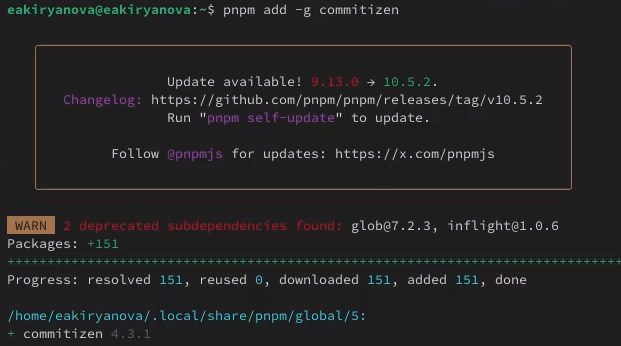 eakiryanova@eakiryanova:~$ pnpm add -g commitizen
Update available! 9.13.0 → 10.5.2.
Changelog: https://github.com/pnpm/pnpm/releases/tag/v10.5.2
Run "pnpm self-update" to update.
Follow @pnpmjs for updates: https://x.com/pnpmjs
WARN 2 deprecated subdependencies found: glob@7.2.3, inflight@1.0.6
Packages: +151
++++++++++++++++++++++++++++++++++++++++++++++++++++++++++++++++++++++++++++
Progress: resolved 151, reused 0, downloaded 151, added 151, done
/home/eakiryanova/.local/share/pnpm/global/5:
+ commitizen 4.3.1